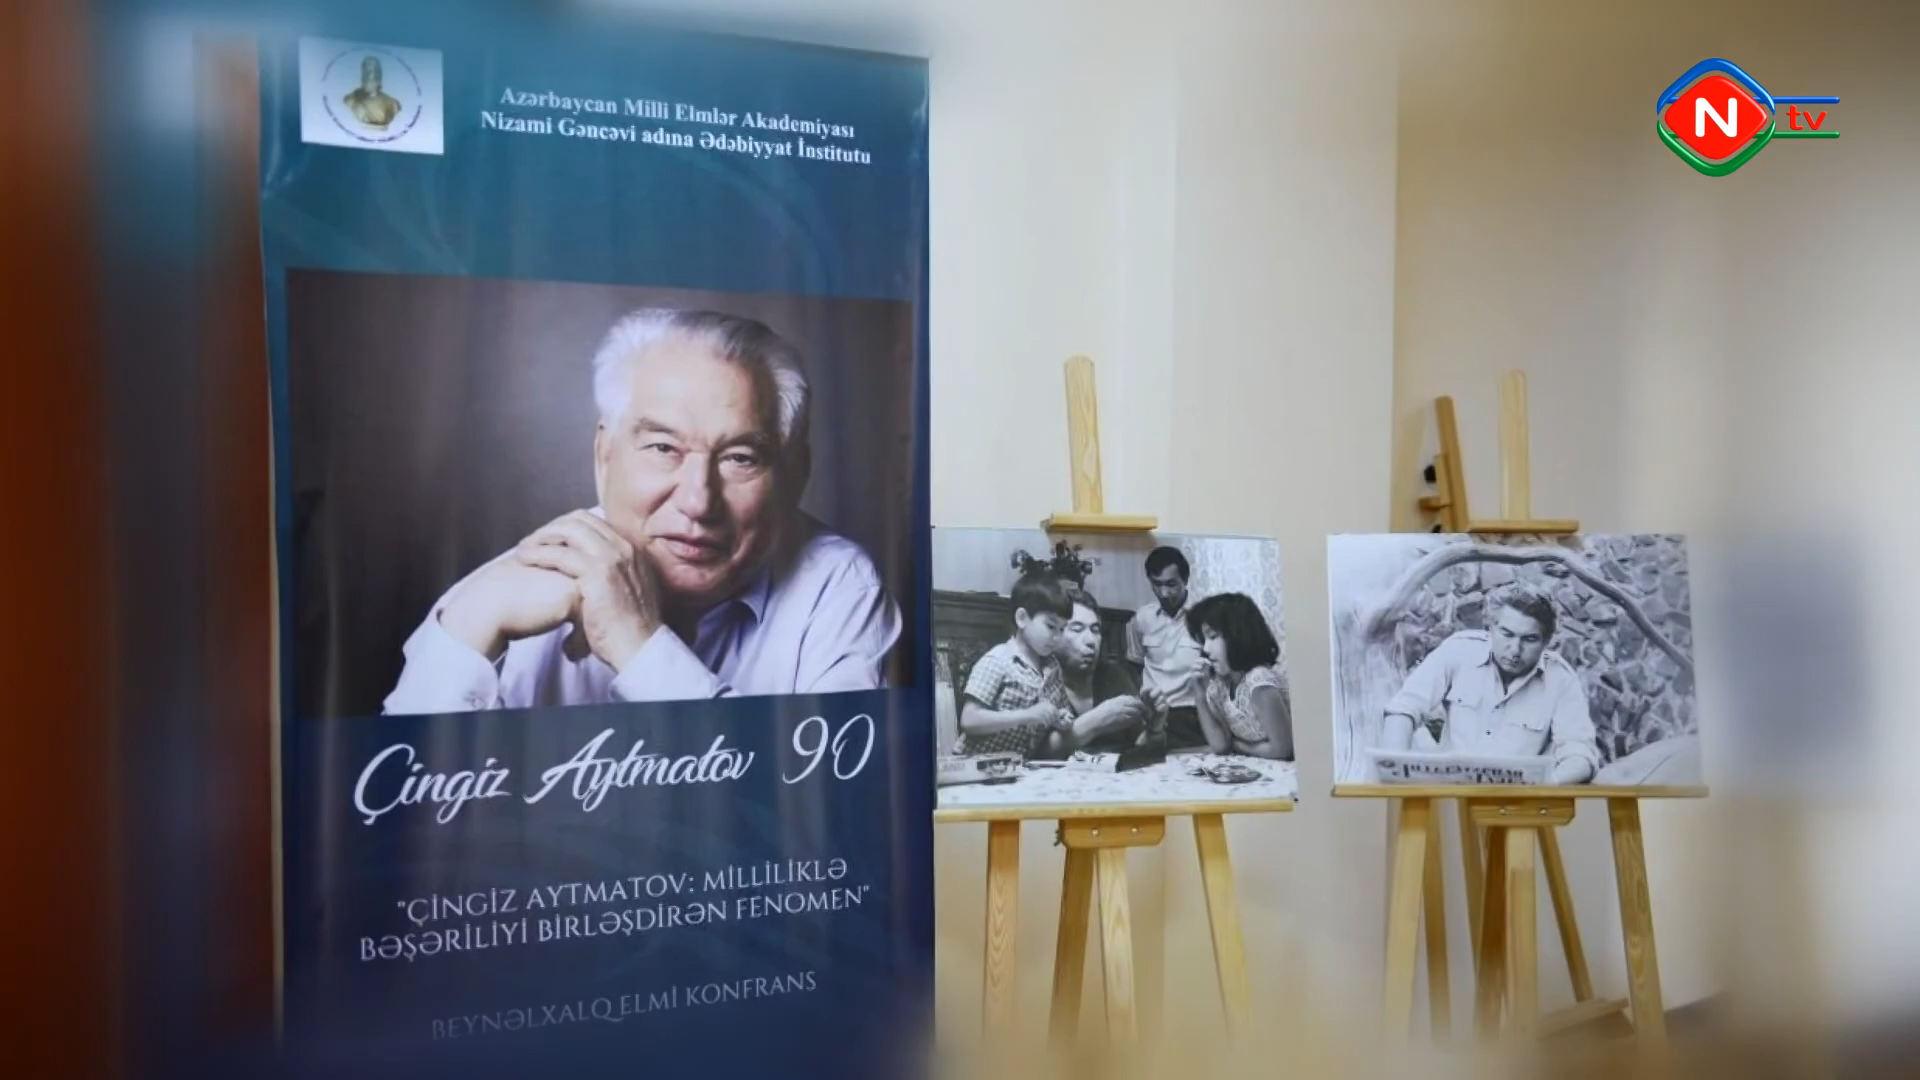 Azərbaycan Milli Elmlər Akademiyası
Nizami Gəncəvi adına Ədəbiyyat İnstitutu
N tv
Çingiz Aytmatov 90
"ÇİNGİZ AYTMATOV: MİLLİLİKLƏ
BƏŞƏRİLİYİ BİRLƏŞDİRƏN FENOMEN"
BEYNƏLXALQ ELMİ KONFRANS